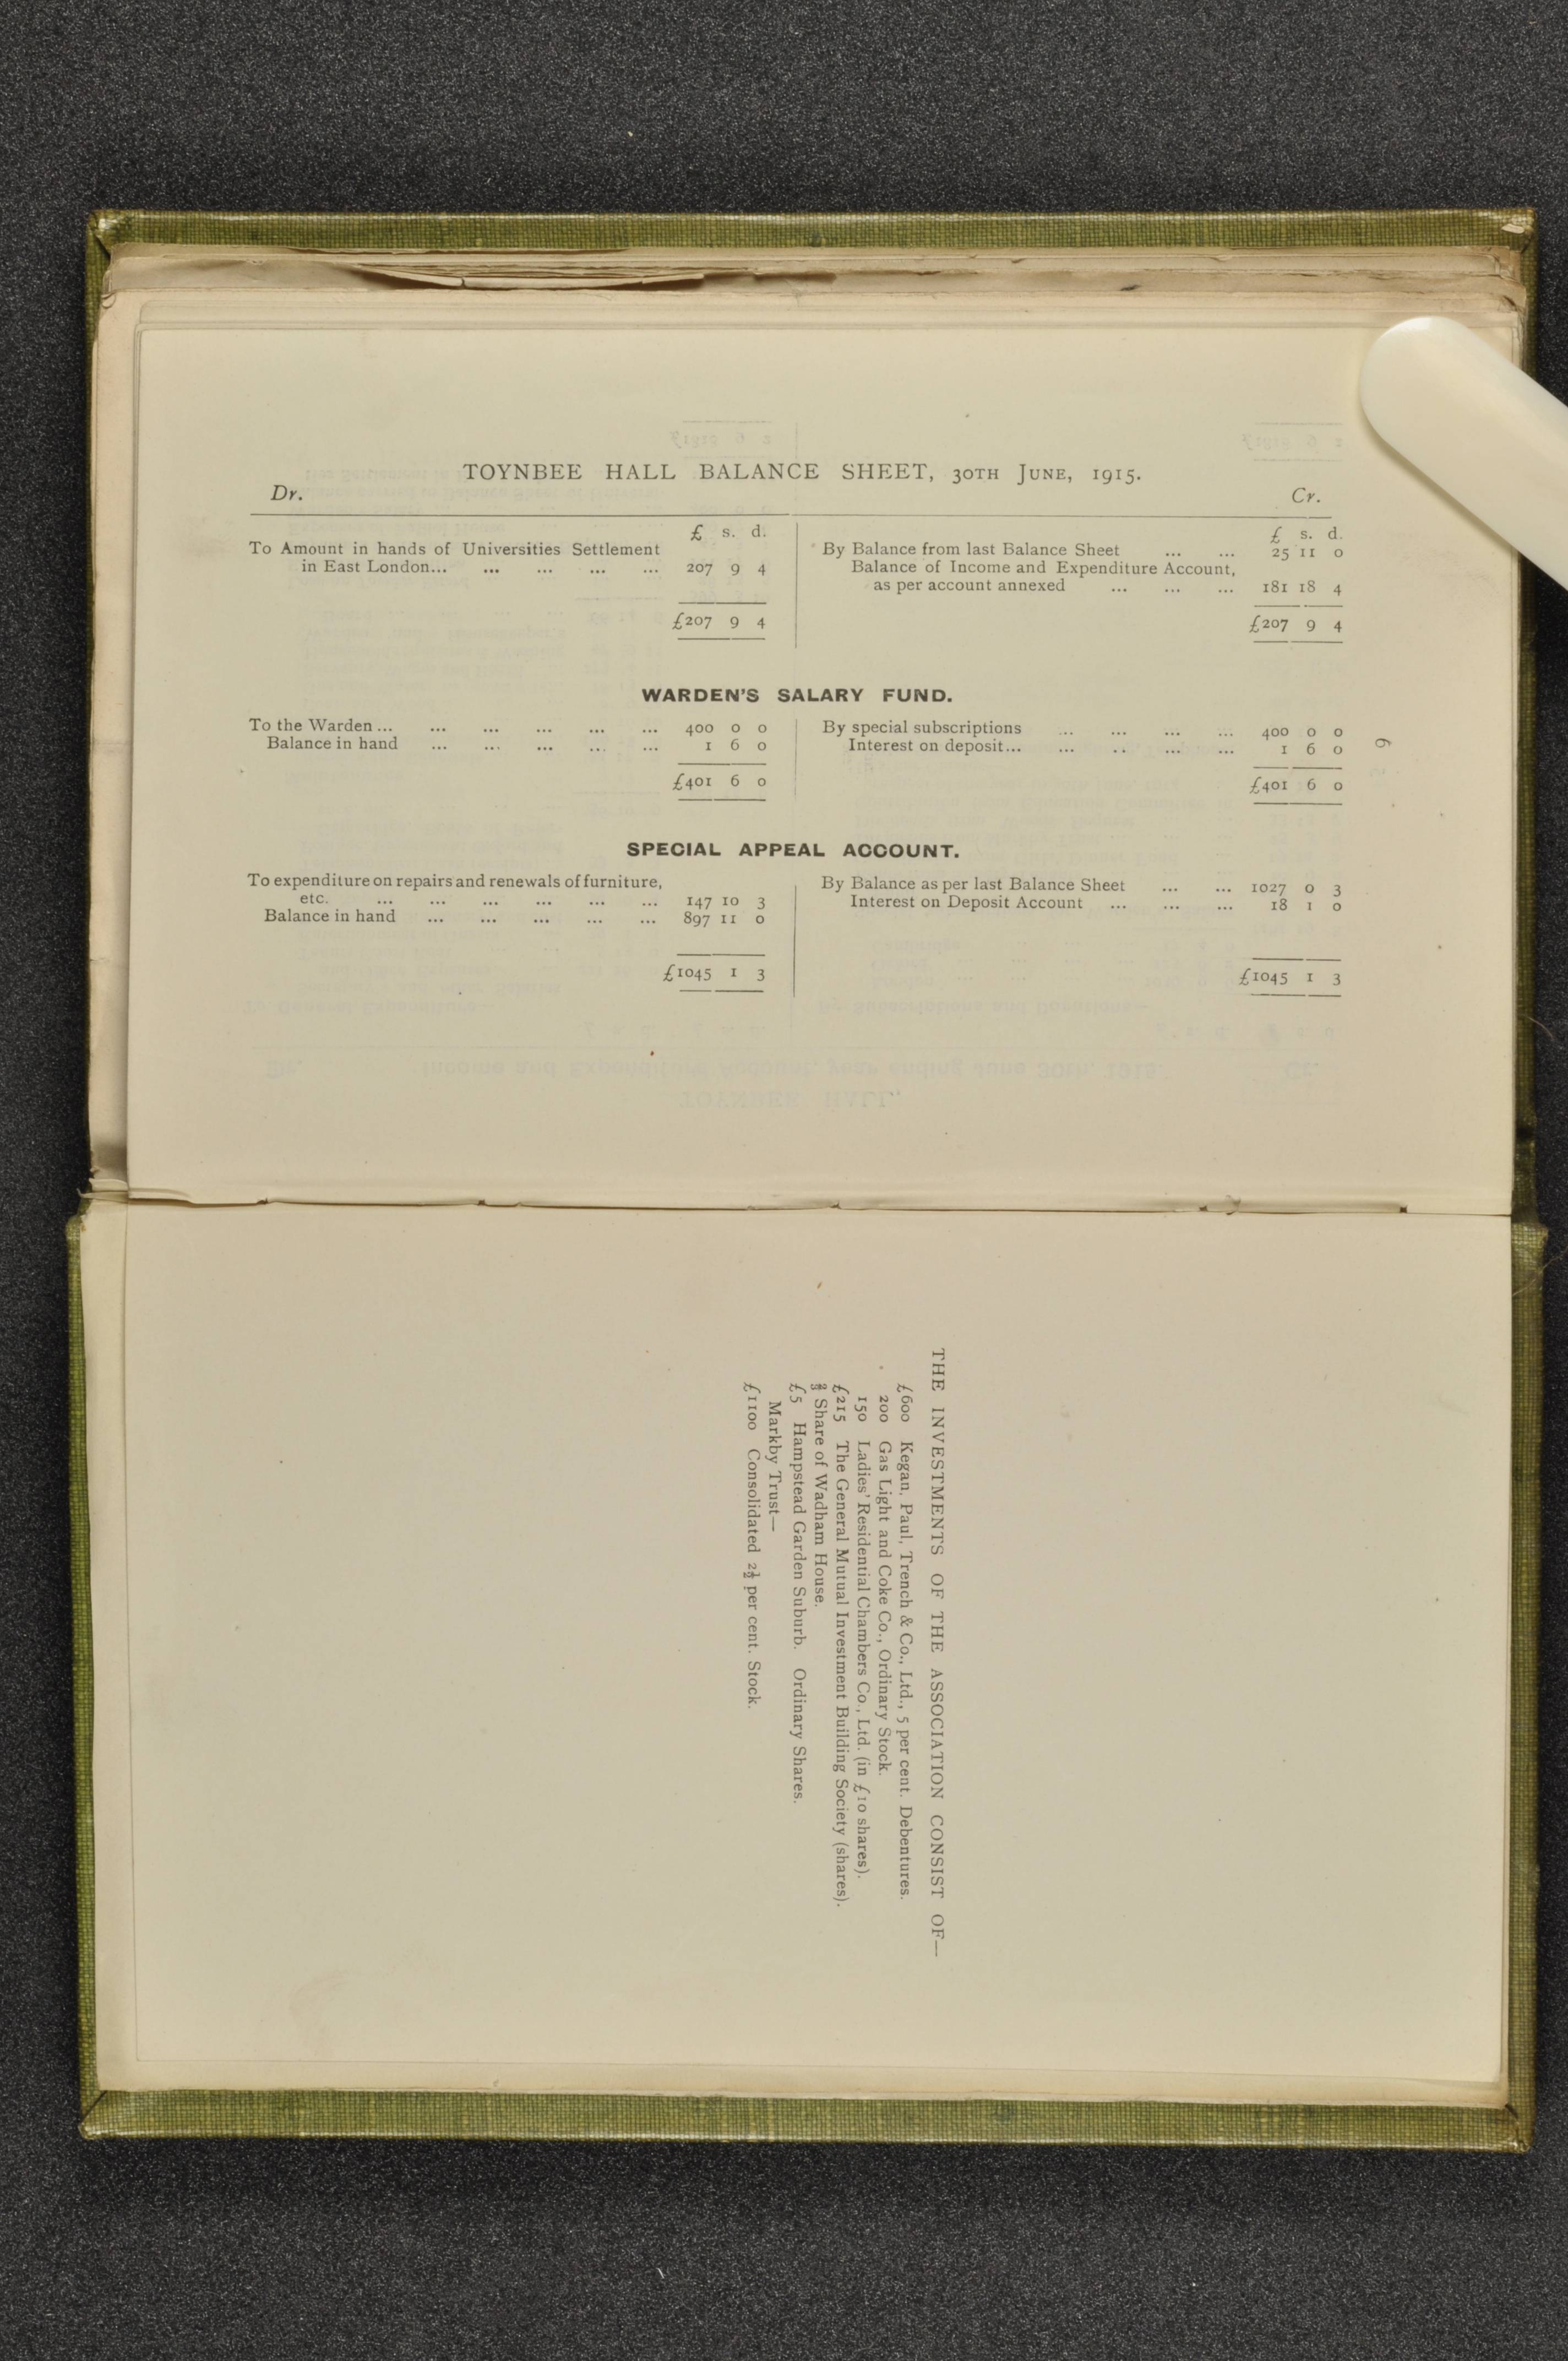 TOYNBEE HALL BALANCE SHEET, 30TH JUNE, 1915.
Dr. Cr.
£ s. d. £ s. d.
To Amount in hands of Universities Settlement
in East London... ... ... ... ... 207 9 4
£207 9 4
By Balance from last Balance Sheet ... ... 25 11 0
Balance of Income and Expenditure Account,
as per account annexed ... ... ... 181 18 4
£207 9 4
WARDEN'S SALARY FUND.
To the Warden ... ... ... ... ... ... 400 0 0
Balance in hand ... ... ... ... ... 1 6 0
£401 6 0
By special subscriptions ... ... ... ... 400 0 0
Interest on deposit... ... .. ... ... 1 6 0
£401 6 0
9
SPECIAL APPEAL ACCOUNT.
To expenditure on repairs and renewals of furniture,
etc. ... ... ... ... ... ... 147 10 3
Balance in hand ... ... ... ... ... 897 11 0
£1045 1 3
By Balance as per last Balance Sheet ... ... 1027 0 3
Interest on Deposit Account ... ... ... 18 1 0
£1045 1 3
THE INVESTMENTS OF THE ASSOCIATION CONSIST OF—
£600 Kegan, Paul, Trench & Co., Ltd., 5 per cent. Debentures.
200 Gas Light and Coke Co., Ordinary Stock.
150 Ladies' Residential Chambers Co., Ltd. (in £10 shares).
£215 The General Mutual Investment Building Society (shares).
⅔ Share of Wadham House.
£5 Hampstead Garden Suburb. Ordinary Shares.
Markby Trust—
£1100 Consolidated 2½ per cent. Stock.